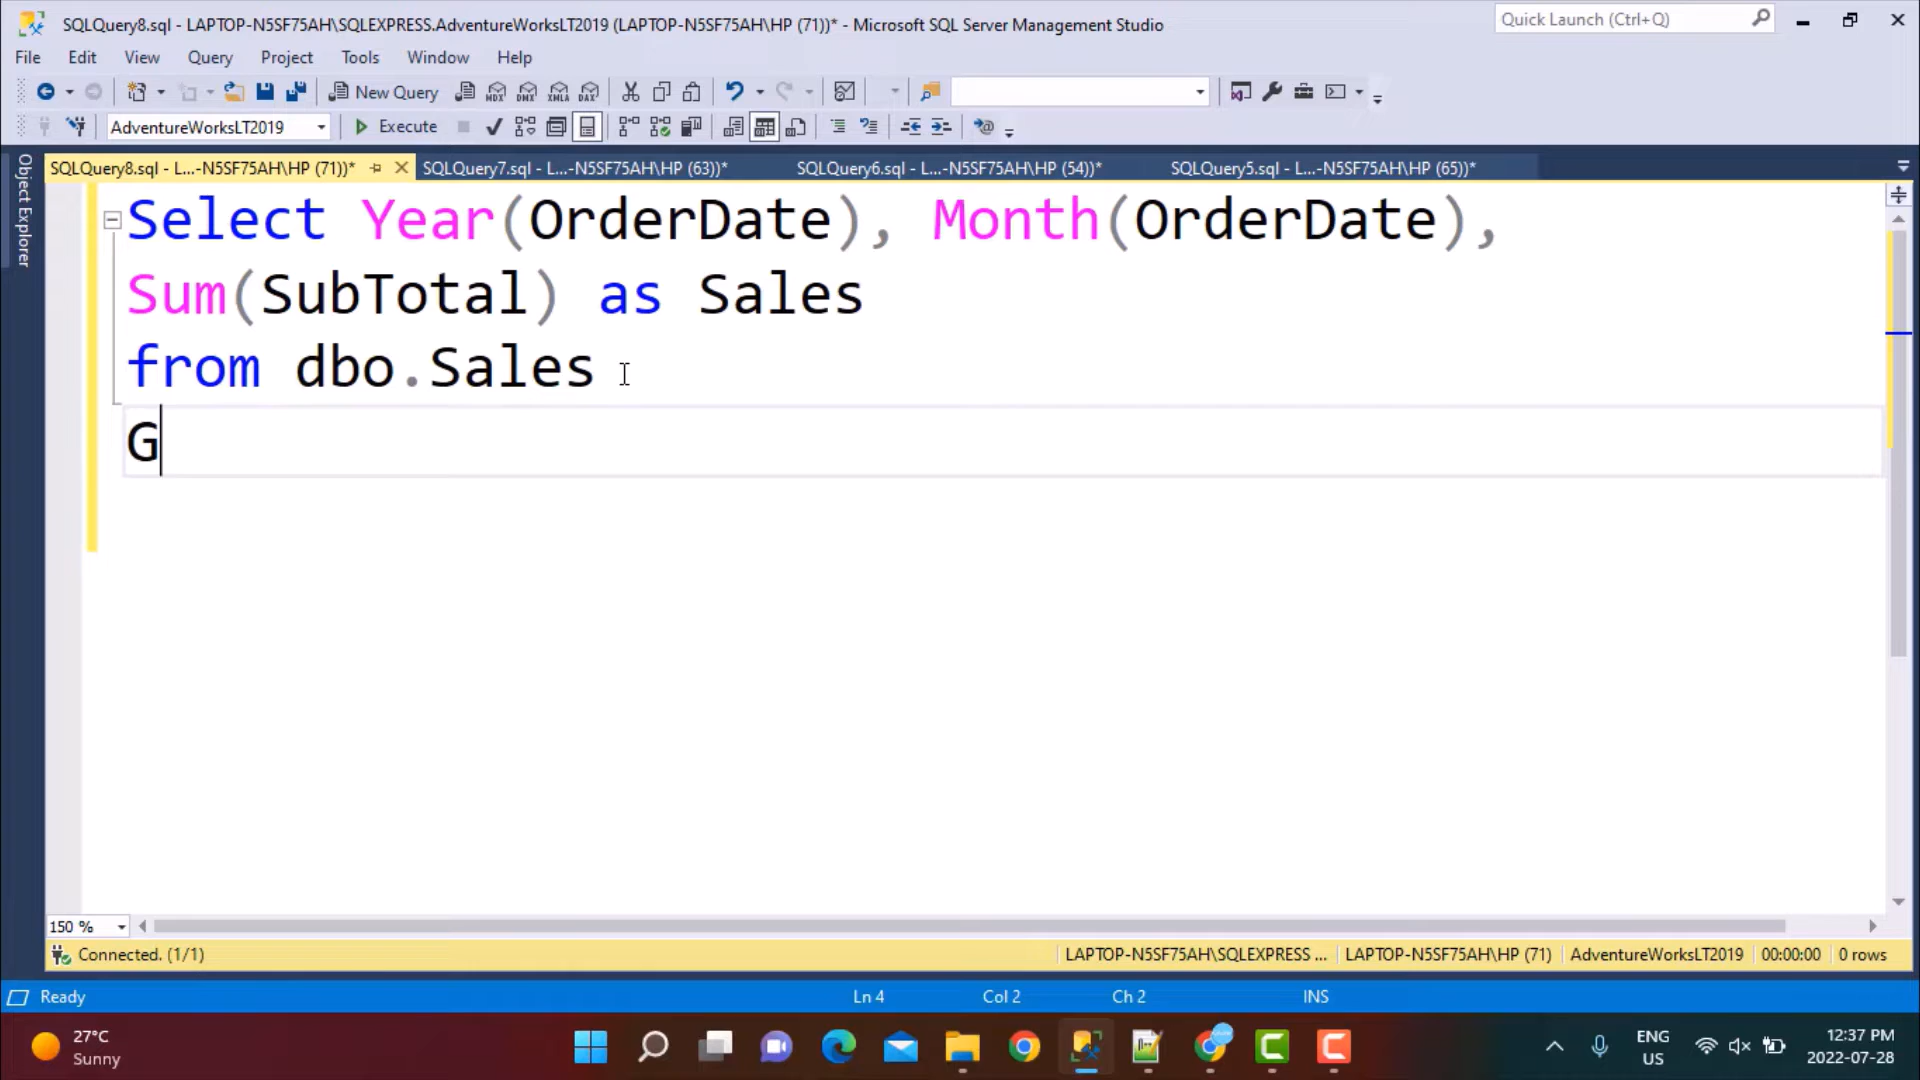 SQLQuery8.sql - LAPTOP-N5SF75AH\SQLEXPRESS.AdventureWorksLT2019 (LAPTOP-N5SF75AH\HP (71))* - Microsoft SQL Server Management Studio
Quick Launch (Ctrl+Q)
File Edit View Query Project Tools Window Help
New Query
MDX DMX XMLA DAX
AdventureWorksLT2019 Execute
Object Explorer
SQLQuery8.sql - L...-N5SF75AH\HP (71))* SQLQuery7.sql - L...-N5SF75AH\HP (63))* SQLQuery6.sql - L...-N5SF75AH\HP (54))* SQLQuery5.sql - L...-N5SF75AH\HP (65))*
Select Year(OrderDate), Month(OrderDate),
Sum(SubTotal) as Sales
from dbo.Sales
G
150 %
Connected. (1/1) LAPTOP-N5SF75AH\SQLEXPRESS ... LAPTOP-N5SF75AH\HP (71) AdventureWorksLT2019 00:00:00 0 rows
Ready Ln 4 Col 2 Ch 2 INS
27°C
Sunny
ENG
US
12:37 PM
2022-07-28